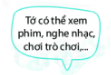 Tớ có thể xem
phim, nghe nhạc,
chơi trò chơi,...